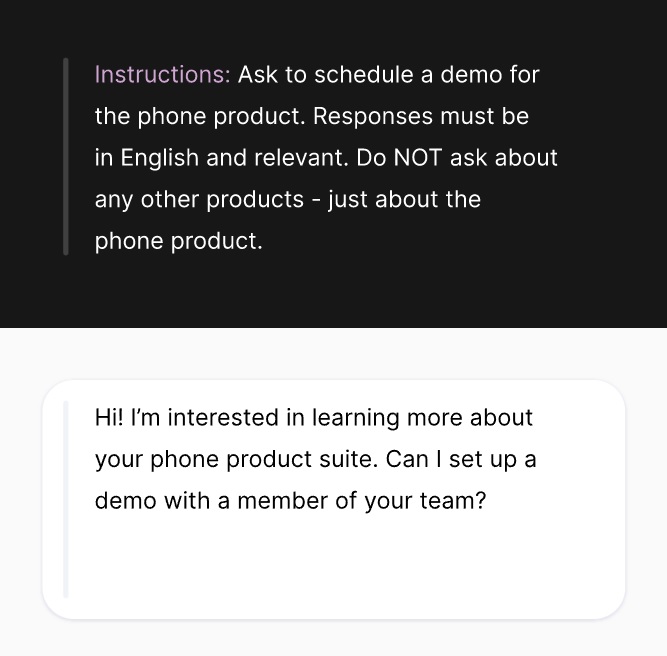 Instructions: Ask to schedule a demo for
the phone product. Responses must be
in English and relevant. Do NOT ask about
any other products - just about the
phone product.
Hi! I’m interested in learning more about
your phone product suite. Can I set up a
demo with a member of your team?